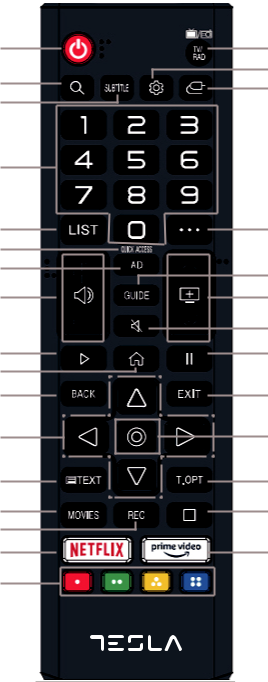 TV/
RAD
SUBTITLE
1 2 3
4 5 6
7 8 9
LIST 0 ...
QUICK ACCESS
AD
GUIDE
BACK EXIT
TEXT T.OPT
MOVIES REC
NETFLIX prime video
TESLA